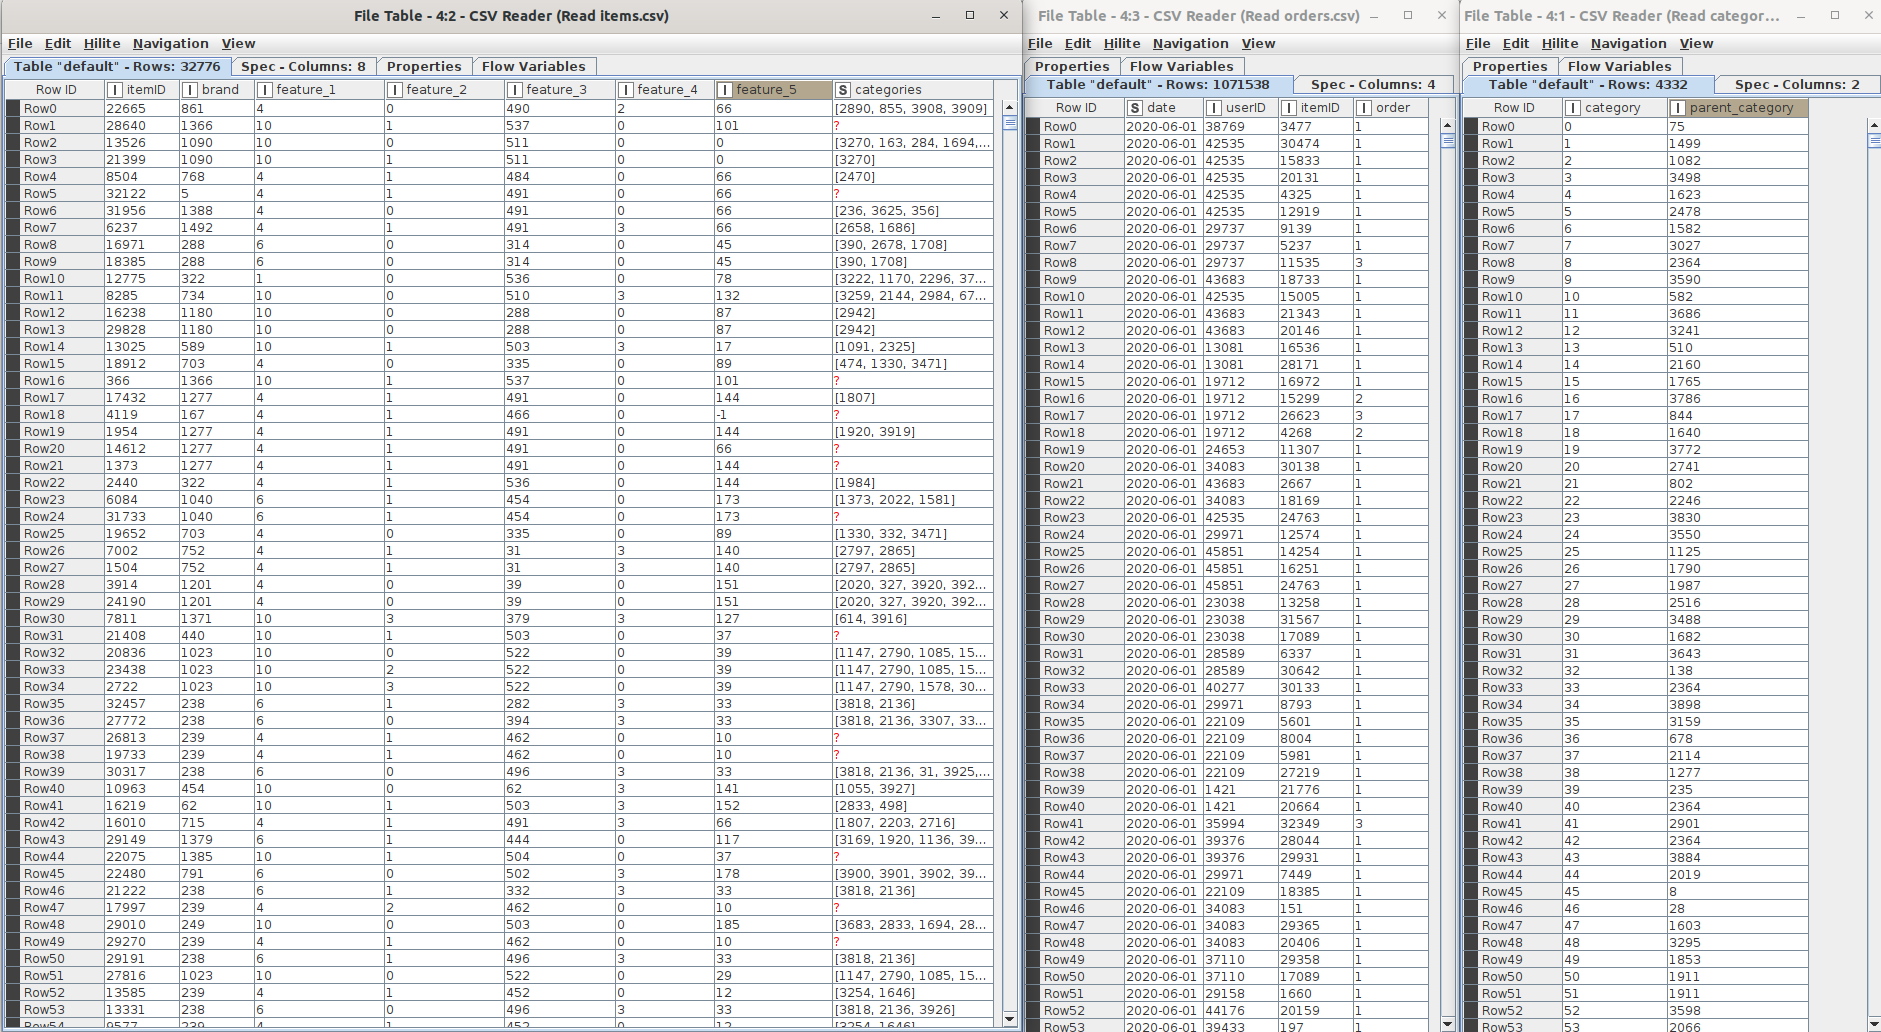 File Table - 4:2 - CSV Reader (Read items.csv)
File Edit Hilite Navigation View
Table "default" - Rows: 32776 Spec - Columns: 8 Properties Flow Variables
Row ID I itemID I brand I feature_1 I feature_2 I feature_3 I feature_4 I feature_5 S categories
Row0 22665 861 4 0 490 2 66 [2890, 855, 3908, 3909]
Row1 28640 1366 10 1 537 0 101 ?
Row2 13526 1090 10 0 511 0 0 [3270, 163, 284, 1694,...
Row3 21399 1090 10 1 511 0 0 [3270]
Row4 8504 768 4 1 484 0 66 [2470]
Row5 32122 5 4 1 491 0 66 ?
Row6 31956 1388 4 0 491 0 66 [236, 3625, 356]
Row7 6237 1492 4 1 491 3 66 [2658, 1686]
Row8 16971 288 6 0 314 0 45 [390, 2678, 1708]
Row9 18385 288 6 0 314 0 45 [390, 1708]
Row10 12775 322 1 0 536 0 78 [3222, 1170, 2296, 37...
Row11 8285 734 10 0 510 3 132 [3259, 2144, 2984, 67...
Row12 16238 1180 10 0 288 0 87 [2942]
Row13 29828 1180 10 0 288 0 87 [2942]
Row14 13025 589 10 1 503 3 17 [1091, 2325]
Row15 18912 703 4 0 335 0 89 [474, 1330, 3471]
Row16 366 1366 10 1 537 0 101 ?
Row17 17432 1277 4 1 491 0 144 [1807]
Row18 4119 167 4 1 466 0 -1 ?
Row19 1954 1277 4 1 491 0 144 [1920, 3919]
Row20 14612 1277 4 1 491 0 66 ?
Row21 1373 1277 4 1 491 0 144 ?
Row22 2440 322 4 1 536 0 144 [1984]
Row23 6084 1040 6 1 454 0 173 [1373, 2022, 1581]
Row24 31733 1040 6 1 454 0 173 ?
Row25 19652 703 4 0 335 0 89 [1330, 332, 3471]
Row26 7002 752 4 1 31 3 140 [2797, 2865]
Row27 1504 752 4 1 31 3 140 [2797, 2865]
Row28 3914 1201 4 0 39 0 151 [2020, 327, 3920, 392...
Row29 24190 1201 4 0 39 0 151 [2020, 327, 3920, 392...
Row30 7811 1371 10 3 379 3 127 [614, 3916]
Row31 21408 440 10 1 503 0 37 ?
Row32 20836 1023 10 0 522 0 39 [1147, 2790, 1085, 15...
Row33 23438 1023 10 2 522 0 39 [1147, 2790, 1085, 15...
Row34 2722 1023 10 3 522 0 39 [1147, 2790, 1578, 30...
Row35 32457 238 6 1 282 3 33 [3818, 2136]
Row36 27772 238 6 0 394 3 33 [3818, 2136, 3307, 33...
Row37 26813 239 4 1 462 0 10 ?
Row38 19733 239 4 1 462 0 10 ?
Row39 30317 238 6 0 496 3 33 [3818, 2136, 31, 3925,...
Row40 10963 454 10 0 62 3 141 [1055, 3927]
Row41 16219 62 10 1 503 3 152 [2833, 498]
Row42 16010 715 4 1 491 3 66 [1807, 2203, 2716]
Row43 29149 1379 6 1 444 0 117 [3169, 1920, 1136, 39...
Row44 22075 1385 10 1 504 0 37 ?
Row45 22480 791 6 0 502 3 178 [3900, 3901, 3902, 39...
Row46 21222 238 6 1 332 3 33 [3818, 2136]
Row47 17997 239 4 2 462 0 10 ?
Row48 29010 249 10 0 503 0 185 [3683, 2833, 1694, 28...
Row49 29270 239 4 1 462 0 10 ?
Row50 29191 238 6 1 496 3 33 [3818, 2136]
Row51 27816 1023 10 0 522 0 29 [1147, 2790, 1085, 15...
Row52 13585 239 4 1 452 0 12 [3254, 1646]
Row53 13331 238 6 0 496 3 33 [3818, 2136, 3926]
Row54 9577 239 4 1 452 0 12 [3254, 1646]
File Table - 4:3 - CSV Reader (Read orders.csv)
File Edit Hilite Navigation View
Properties Flow Variables
Table "default" - Rows: 1071538 Spec - Columns: 4
Row ID S date I userID I itemID I order
Row0 2020-06-01 38769 3477 1
Row1 2020-06-01 42535 30474 1
Row2 2020-06-01 42535 15833 1
Row3 2020-06-01 42535 20131 1
Row4 2020-06-01 42535 4325 1
Row5 2020-06-01 42535 12919 1
Row6 2020-06-01 29737 9139 1
Row7 2020-06-01 29737 5237 1
Row8 2020-06-01 29737 11535 3
Row9 2020-06-01 43683 18733 1
Row10 2020-06-01 42535 15005 1
Row11 2020-06-01 43683 21343 1
Row12 2020-06-01 43683 20146 1
Row13 2020-06-01 13081 16536 1
Row14 2020-06-01 13081 28171 1
Row15 2020-06-01 19712 16972 1
Row16 2020-06-01 19712 15299 2
Row17 2020-06-01 19712 26623 3
Row18 2020-06-01 19712 4268 2
Row19 2020-06-01 24653 11307 1
Row20 2020-06-01 34083 30138 1
Row21 2020-06-01 43683 2667 1
Row22 2020-06-01 34083 18169 1
Row23 2020-06-01 42535 24763 1
Row24 2020-06-01 29971 12574 1
Row25 2020-06-01 45851 14254 1
Row26 2020-06-01 45851 16251 1
Row27 2020-06-01 45851 24763 1
Row28 2020-06-01 23038 13258 1
Row29 2020-06-01 23038 31567 1
Row30 2020-06-01 23038 17089 1
Row31 2020-06-01 28589 6337 1
Row32 2020-06-01 28589 30642 1
Row33 2020-06-01 40277 30133 1
Row34 2020-06-01 29971 8793 1
Row35 2020-06-01 22109 5601 1
Row36 2020-06-01 22109 8004 1
Row37 2020-06-01 22109 5981 1
Row38 2020-06-01 22109 27219 1
Row39 2020-06-01 1421 21776 1
Row40 2020-06-01 1421 20664 1
Row41 2020-06-01 35994 32349 3
Row42 2020-06-01 39376 28044 1
Row43 2020-06-01 39376 29931 1
Row44 2020-06-01 29971 7449 1
Row45 2020-06-01 22109 18385 1
Row46 2020-06-01 34083 151 1
Row47 2020-06-01 34083 29365 1
Row48 2020-06-01 34083 20406 1
Row49 2020-06-01 37110 29358 1
Row50 2020-06-01 37110 17089 1
Row51 2020-06-01 29158 1660 1
Row52 2020-06-01 44176 20159 1
Row53 2020-06-01 39433 197 1
File Table - 4:1 - CSV Reader (Read categor...
File Edit Hilite Navigation View
Properties Flow Variables
Table "default" - Rows: 4332 Spec - Columns: 2
Row ID I category I parent_category
Row0 0 75
Row1 1 1499
Row2 2 1082
Row3 3 3498
Row4 4 1623
Row5 5 2478
Row6 6 1582
Row7 7 3027
Row8 8 2364
Row9 9 3590
Row10 10 582
Row11 11 3686
Row12 12 3241
Row13 13 510
Row14 14 2160
Row15 15 1765
Row16 16 3786
Row17 17 844
Row18 18 1640
Row19 19 3772
Row20 20 2741
Row21 21 802
Row22 22 2246
Row23 23 3830
Row24 24 3550
Row25 25 1125
Row26 26 1790
Row27 27 1987
Row28 28 2516
Row29 29 3488
Row30 30 1682
Row31 31 3643
Row32 32 138
Row33 33 2364
Row34 34 3898
Row35 35 3159
Row36 36 678
Row37 37 2114
Row38 38 1277
Row39 39 235
Row40 40 2364
Row41 41 2901
Row42 42 2364
Row43 43 3884
Row44 44 2019
Row45 45 8
Row46 46 28
Row47 47 1603
Row48 48 3295
Row49 49 1853
Row50 50 1911
Row51 51 1911
Row52 52 3598
Row53 53 2066